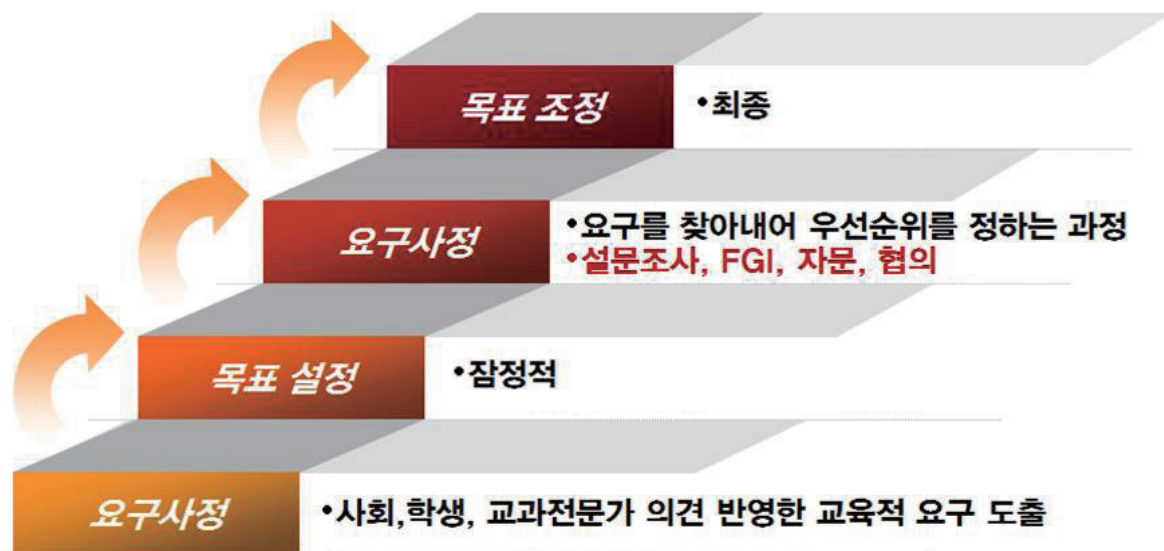 목표 조정
•최종
요구사정
•요구를 찾아내어 우선순위를 정하는 과정
•설문조사, FGI, 자문, 협의
목표 설정
•잠정적
요구사정
•사회,학생, 교과전문가 의견 반영한 교육적 요구 도출